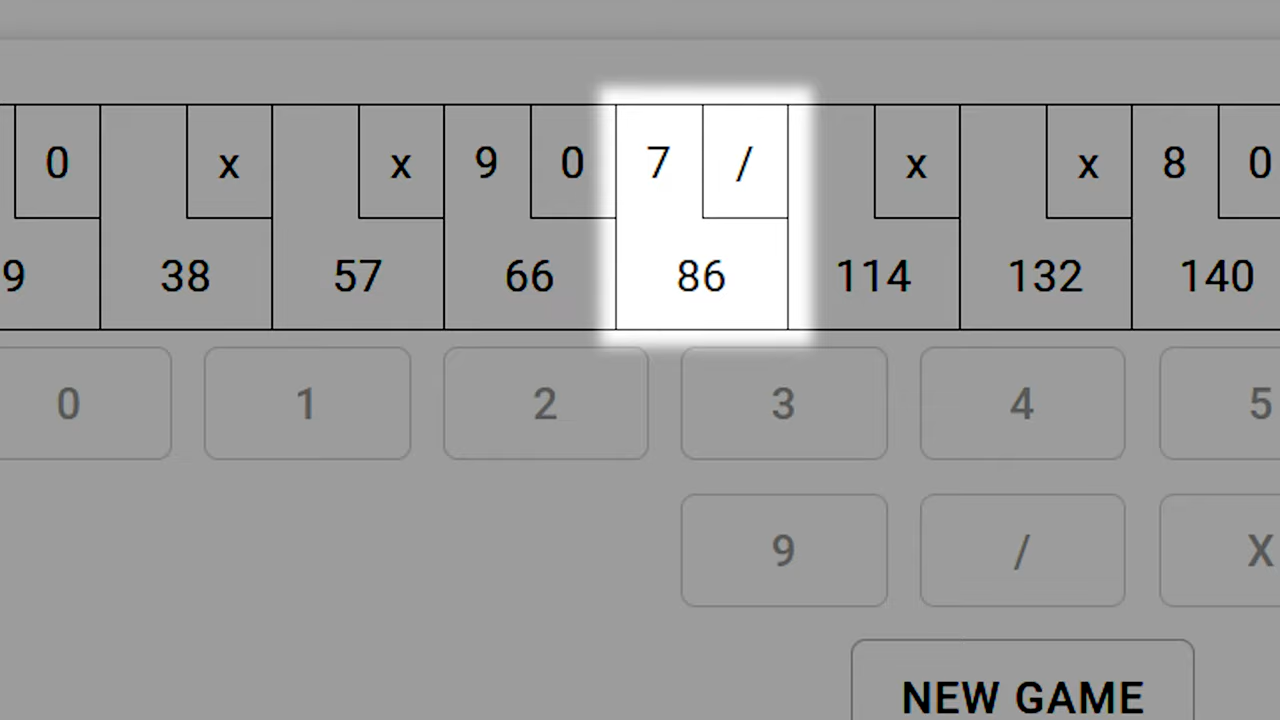 0 x x 9 0 7 / x x 8 0
9 38 57 66 86 114 132 140
0 1 2 3 4 5
9 / X
NEW GAME